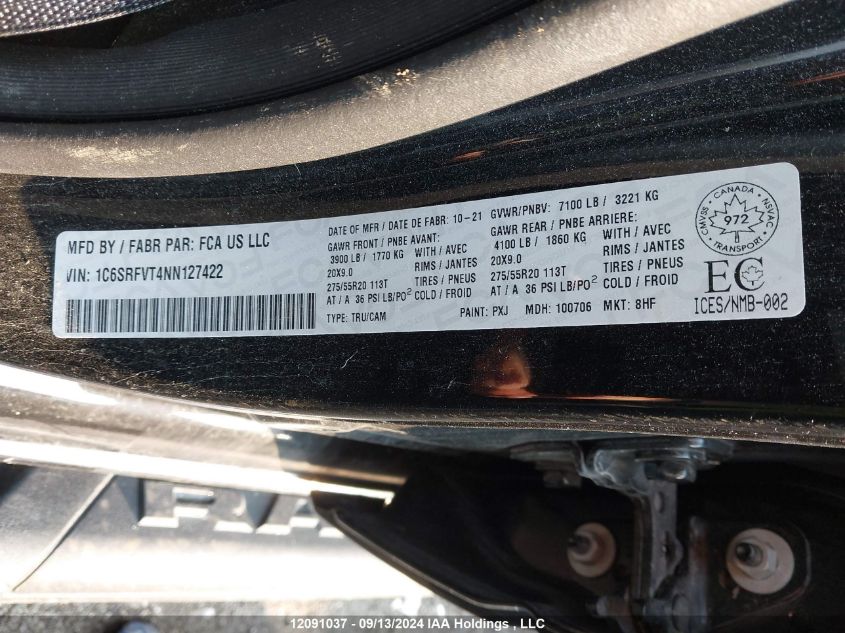 MFD BY / FABR PAR: FCA US LLC
VIN: 1C6SRFVT4NN127422
DATE OF MFR / DATE DE FABR: 10-21
GVWR/PNBV: 7100 LB / 3221 KG
GAWR FRONT / PNBE AVANT:
3900 LB / 1770 KG WITH / AVEC
20X9.0 RIMS / JANTES
275/55R20 113T TIRES / PNEUS
AT / A 36 PSI LB/PO² COLD / FROID
TYPE: TRU/CAM
GAWR REAR / PNBE ARRIERE:
4100 LB / 1860 KG WITH / AVEC
20X9.0 RIMS / JANTES
275/55R20 113T TIRES / PNEUS
AT / A 36 PSI LB/PO² COLD / FROID
PAINT: PXJ MDH: 100706 MKT: 8HF
CANADA
CMVSS 972 NSVAC
TRANSPORT
EC
ICES/NMB-002
12091037 - 09/13/2024 IAA Holdings , LLC